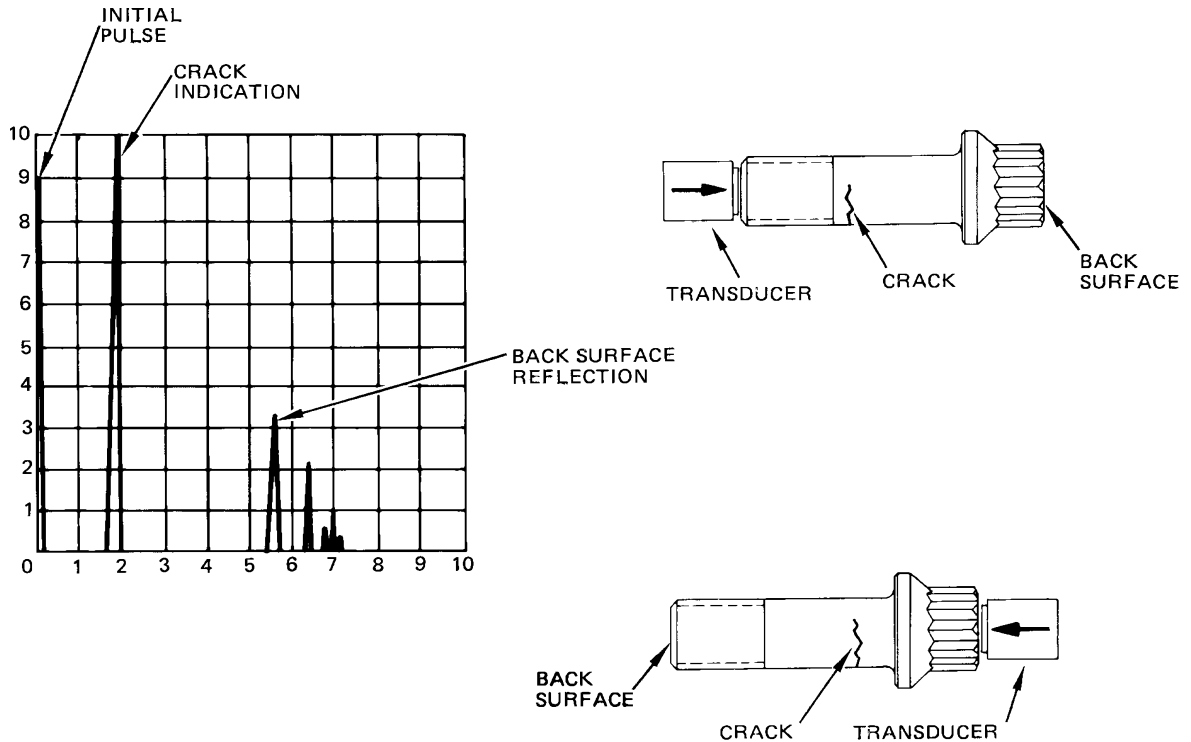 INITIAL
PULSE
CRACK
INDICATION
10
9
8
7
6
5
4
3
2
1
0 1 2 3 4 5 6 7 8 9 10
BACK SURFACE
REFLECTION
TRANSDUCER
CRACK
BACK
SURFACE
BACK
SURFACE
CRACK
TRANSDUCER